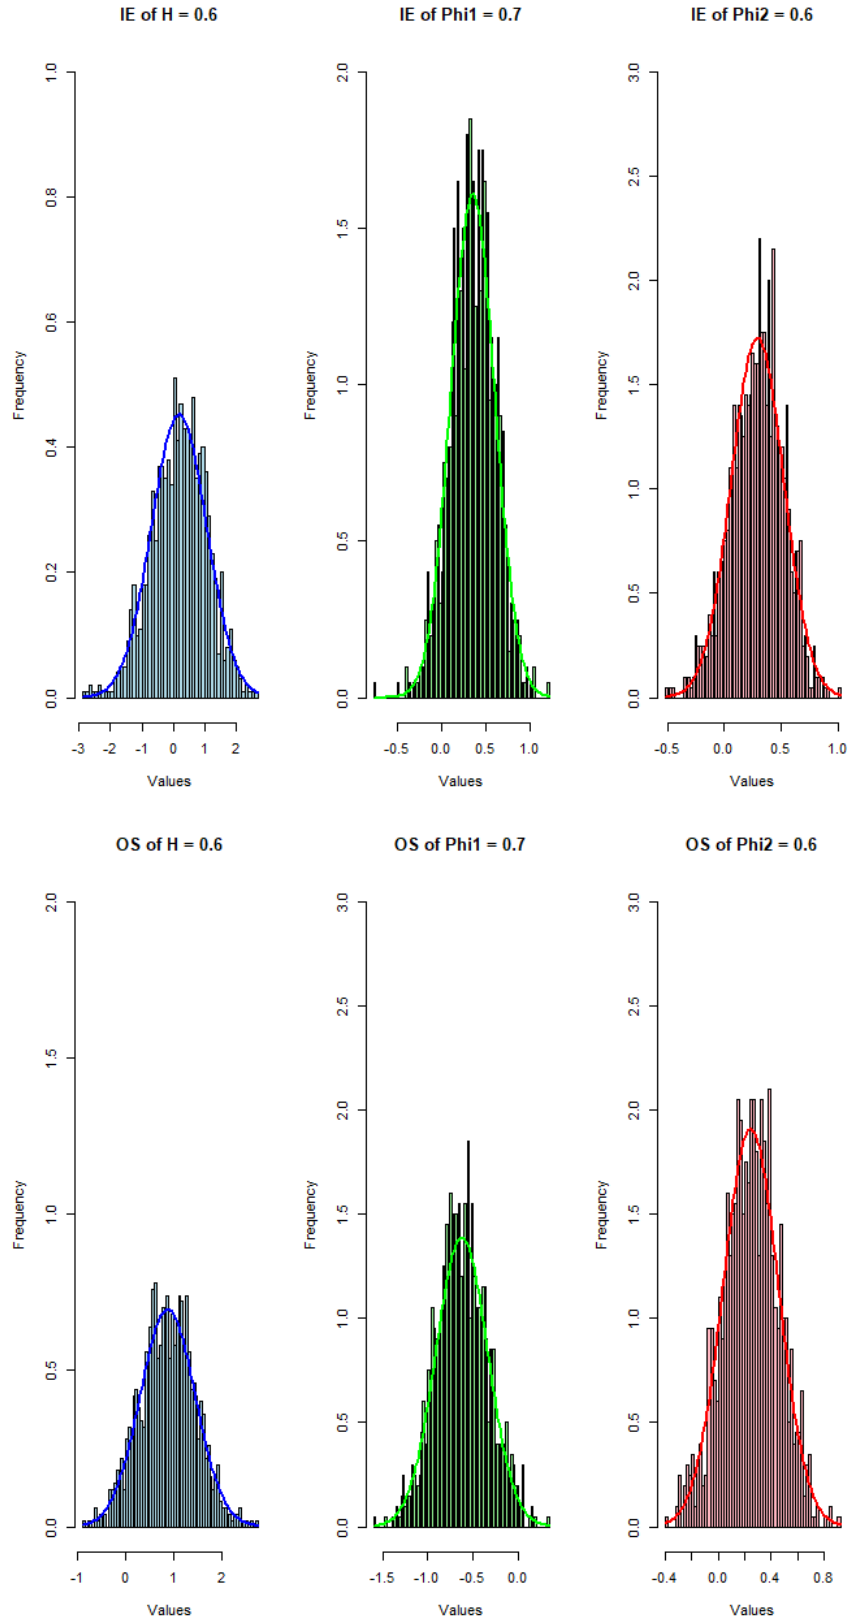 IE of H = 0.6
IE of Phi1 = 0.7
IE of Phi2 = 0.6
Frequency
0.0 0.2 0.4 0.6 0.8 1.0
-3 -2 -1 0 1 2
Values
Frequency
0.0 0.5 1.0 1.5 2.0
-0.5 0.0 0.5 1.0
Values
Frequency
0.0 0.5 1.0 1.5 2.0 2.5 3.0
-0.5 0.0 0.5 1.0
Values
OS of H = 0.6
OS of Phi1 = 0.7
OS of Phi2 = 0.6
Frequency
0.0 0.5 1.0 1.5 2.0
-1 0 1 2
Values
Frequency
0.0 0.5 1.0 1.5 2.0 2.5 3.0
-1.5 -1.0 -0.5 0.0
Values
Frequency
0.0 0.5 1.0 1.5 2.0 2.5 3.0
-0.4 0.0 0.4 0.8
Values